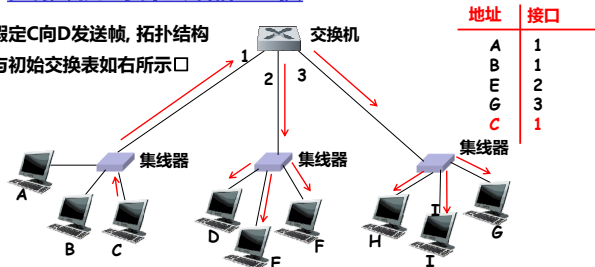 假定C向D发送帧, 拓扑结构
与初始交换表如右所示□
交换机
1
2
3
地址 接口
A 1
B 1
E 2
G 3
C 1
集线器
集线器
集线器
A
B
C
D
E
F
H
I
I
G